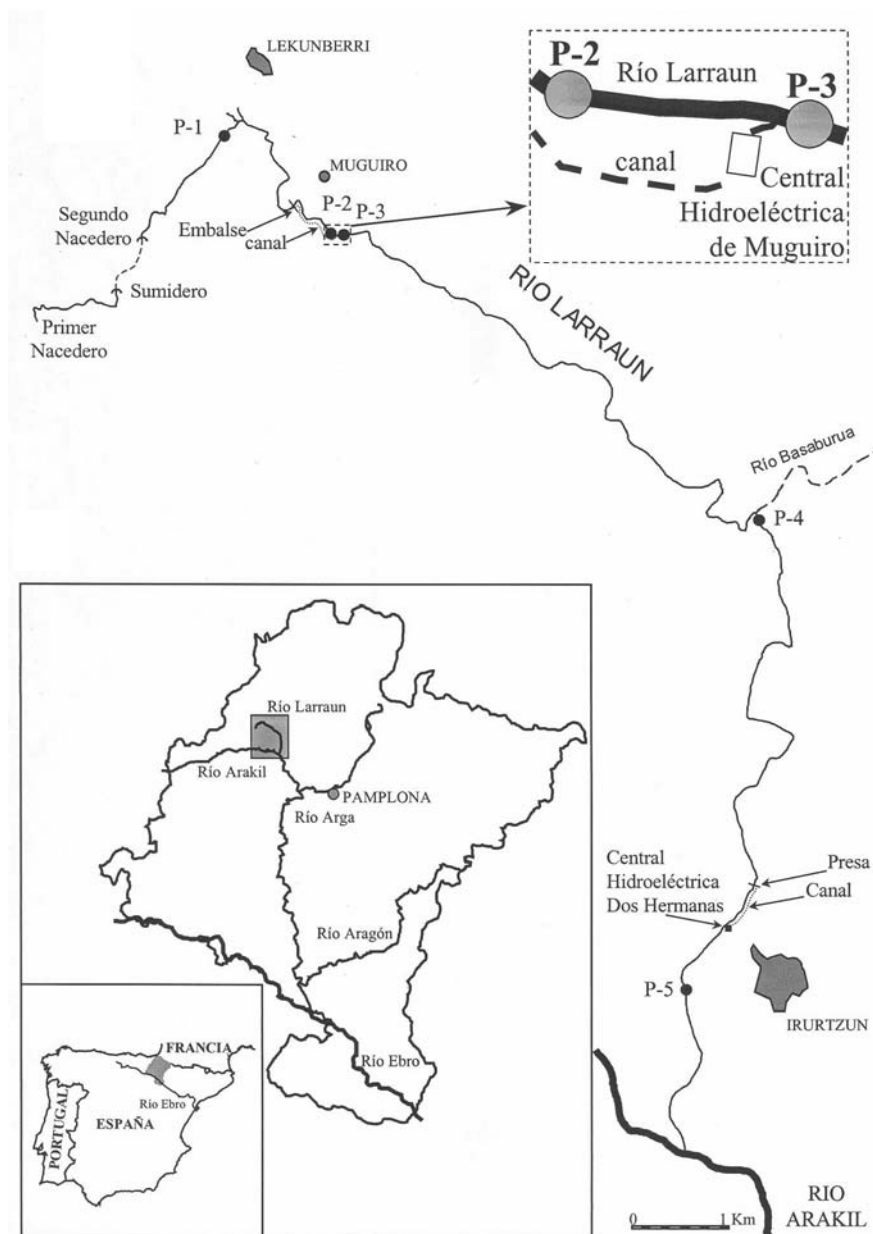 LEKUNBERRI
P-1
MUGUIRO
P-2
P-3
Segundo
Nacedero
Embalse
canal
Sumidero
Primer
Nacedero
P-2
Río Larraun
P-3
canal
Central
Hidroeléctrica
de Muguiro
RIO LARRAUN
Río Basaburua
P-4
Río Larraun
Río Arakil
PAMPLONA
Río Arga
Río Aragón
Río Ebro
FRANCIA
Río Ebro
PORTUGAL
ESPAÑA
Central
Hidroeléctrica
Dos Hermanas
Presa
Canal
P-5
IRURTZUN
0 1 Km
RIO
ARAKIL